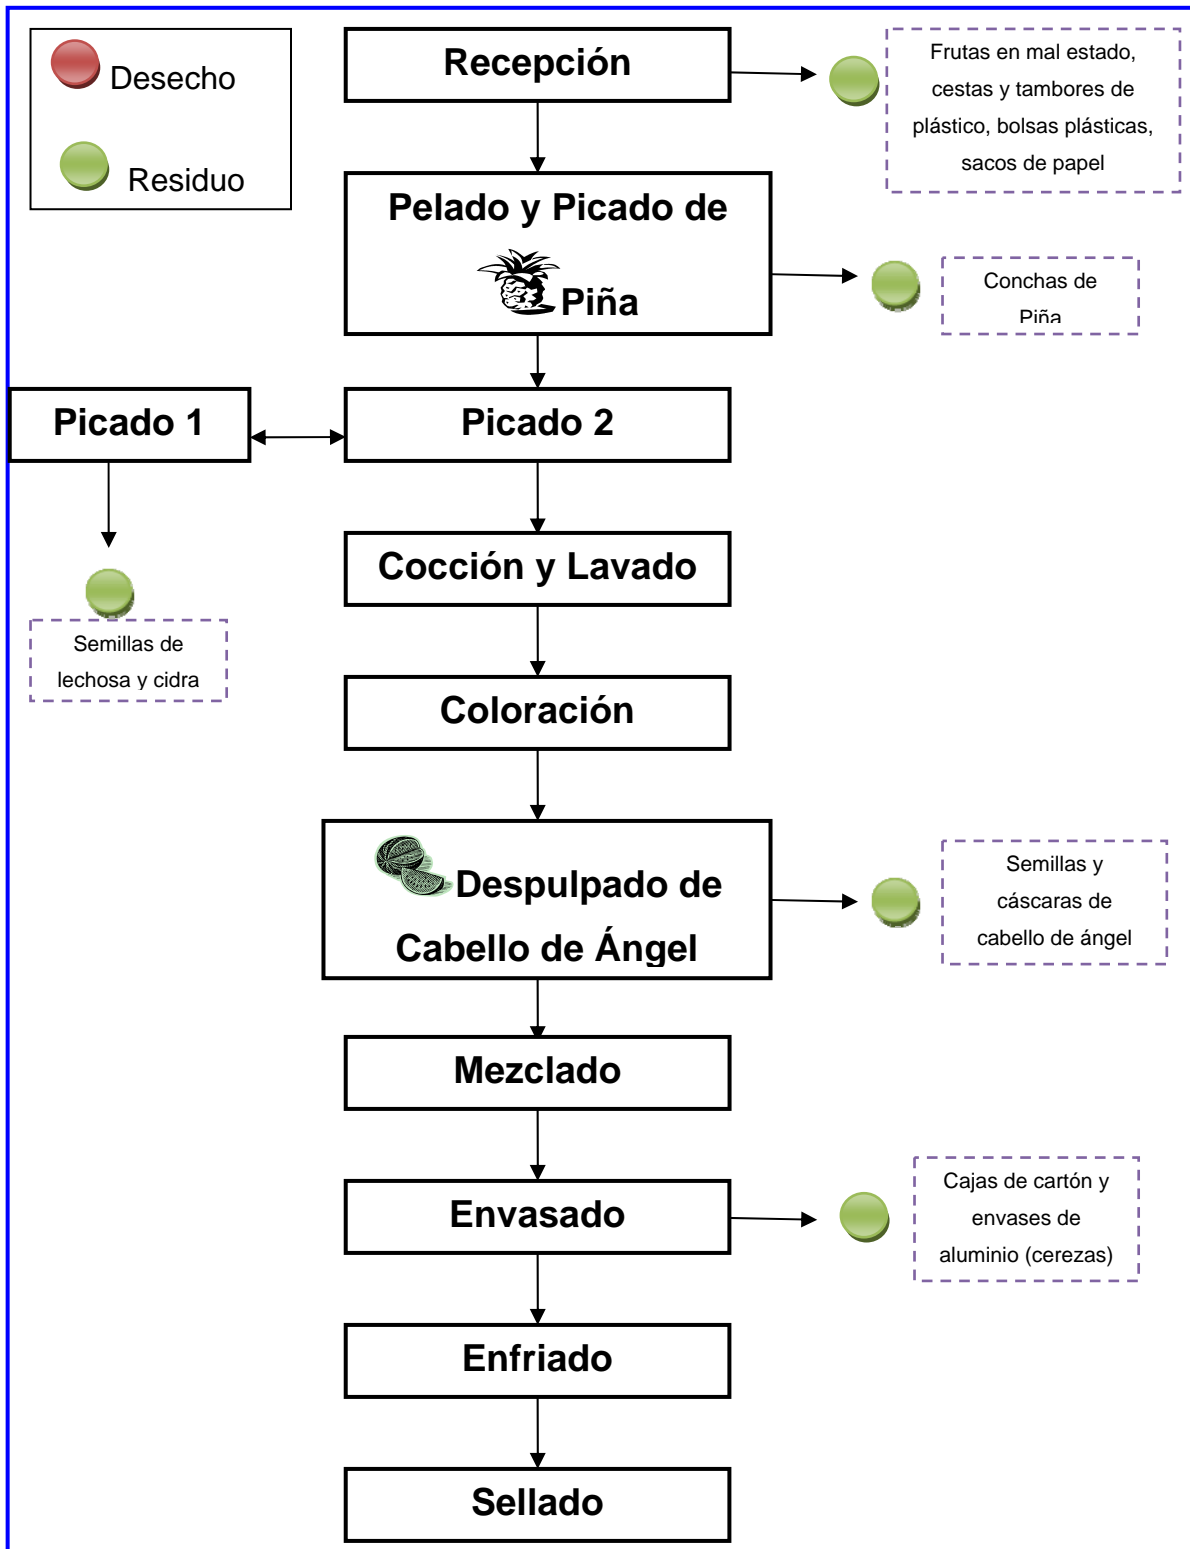 Desecho
Residuo
Recepción
Frutas en mal estado,
cestas y tambores de
plástico, bolsas plásticas,
sacos de papel
Pelado y Picado de
Piña
Conchas de
Piña
Picado 1
Picado 2
Cocción y Lavado
Semillas de
lechosa y cidra
Coloración
Despulpado de
Cabello de Ángel
Semillas y
cáscaras de
cabello de ángel
Mezclado
Envasado
Cajas de cartón y
envases de
aluminio (cerezas)
Enfriado
Sellado